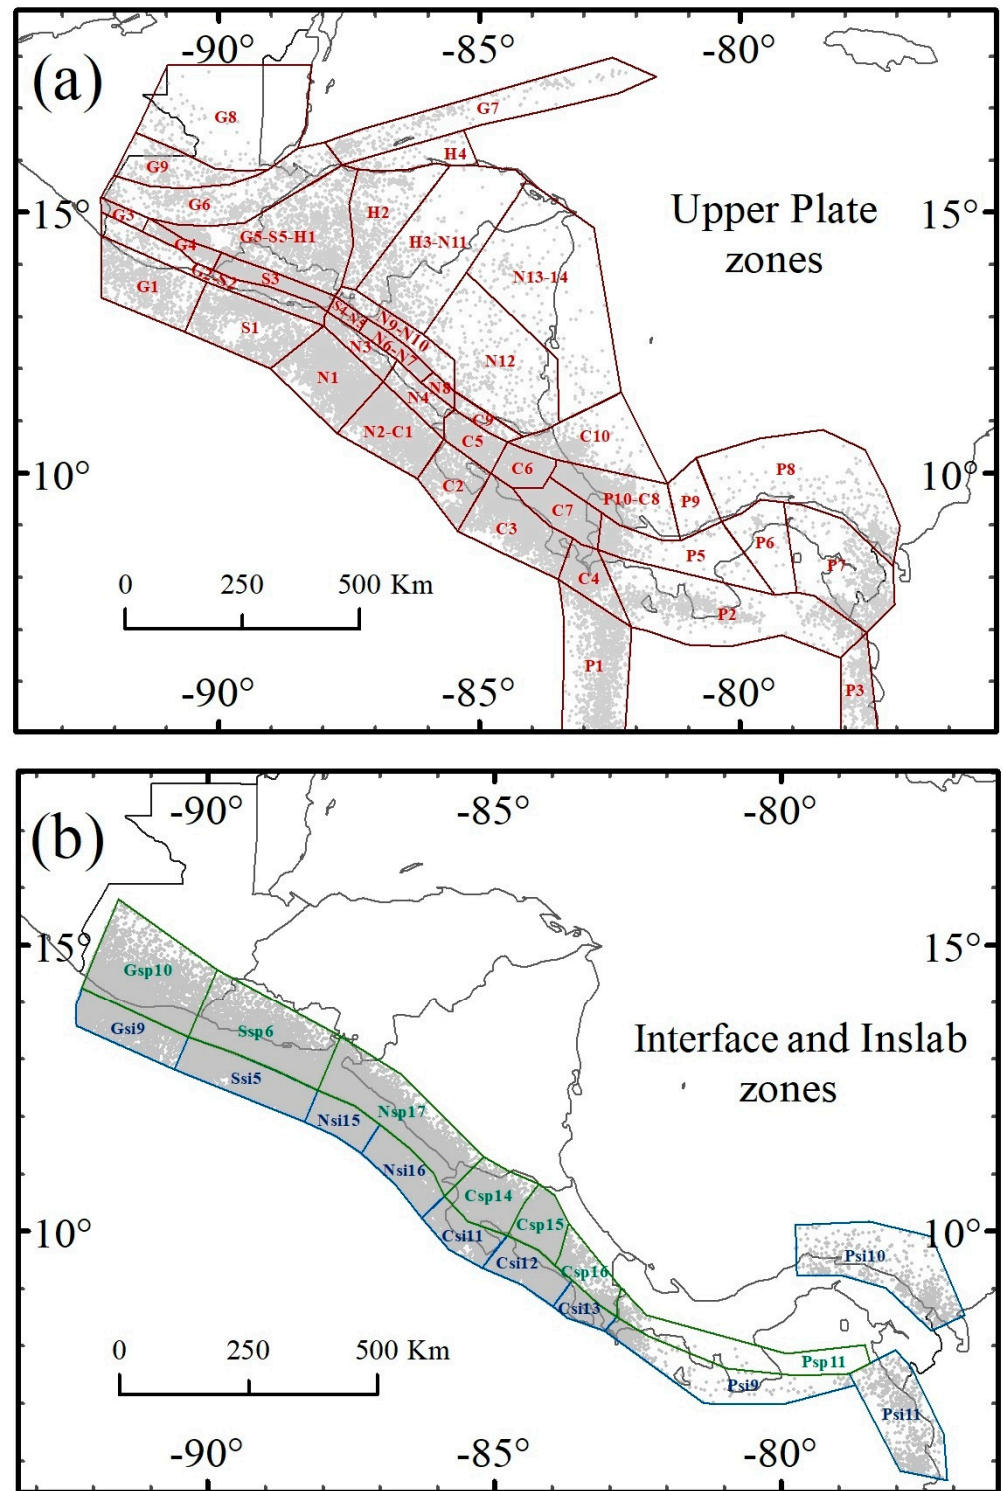 (a)
-90°
-85°
-80°
G7
G8
H4
G9
15°
G6
G3
H2
Upper Plate
zones
15°
G5-S5-H1
G4
H3-N11
G2-S2
S3
N13-14
G1
S1
S4-N5
N9-N10
N3
N6-N7
N12
N1
N8
N4
N2-C1
C9
C5
C10
10°
C6
P8
10°
C2
P10-C8
P9
C3
C7
P5
P6
P7
C4
0
250
500 Km
P2
P1
P3
-90°
-85°
-80°
(b)
-90°
-85°
-80°
15°
15°
Gsp10
Gsi9
Ssp6
Interface and Inslab
zones
Ssi5
Nsp17
Nsi15
Nsi16
Csp14
10°
Csp15
10°
Csi11
Csi12
Csp16
Psi10
Csi13
0
250
500 Km
Psp11
Psi9
Psi11
-90°
-85°
-80°